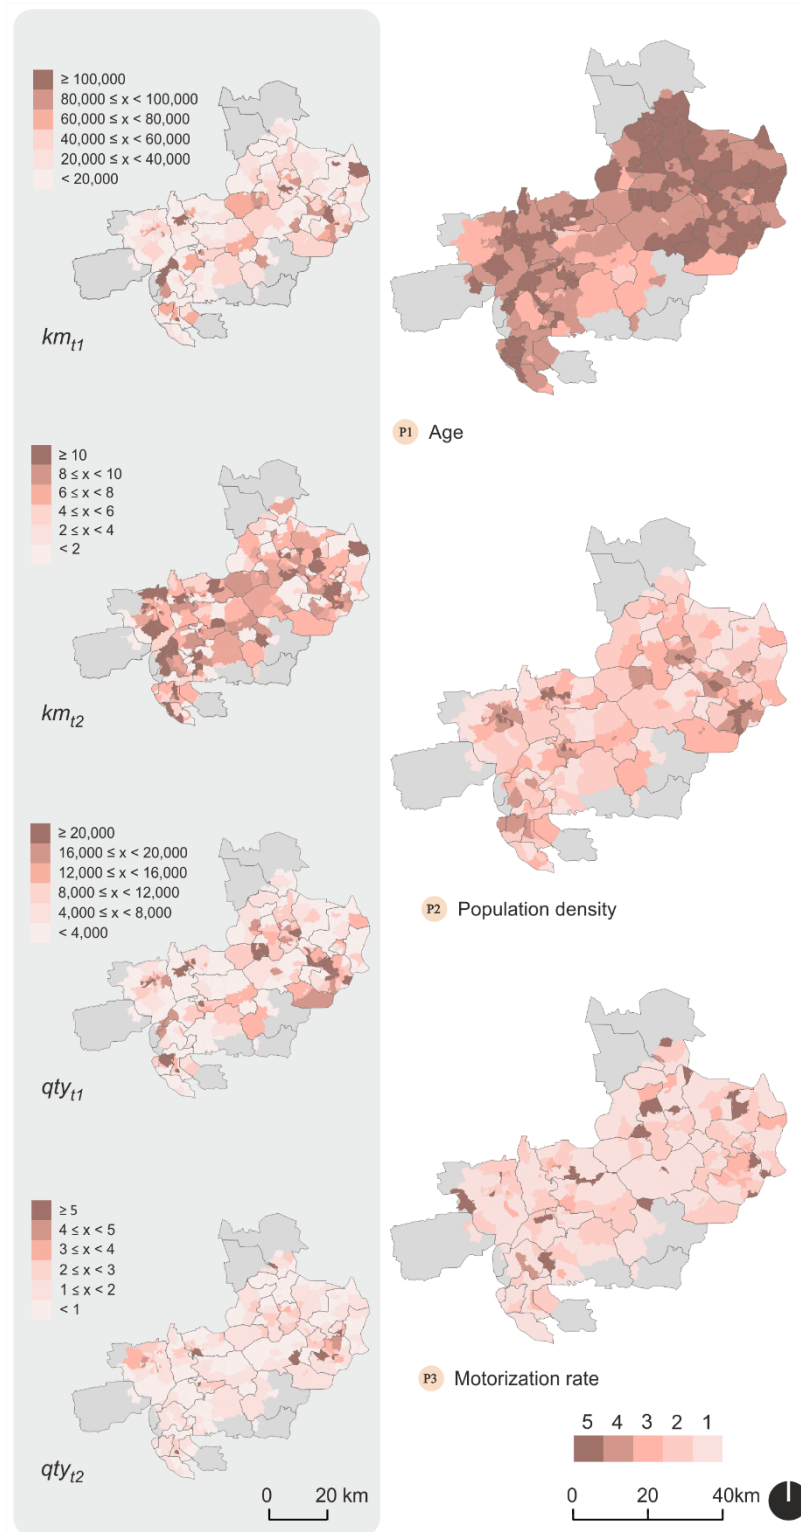 ≥ 100,000
80,000 ≤ x < 100,000
60,000 ≤ x < 80,000
40,000 ≤ x < 60,000
20,000 ≤ x < 40,000
< 20,000
km_t1
≥ 10
8 ≤ x < 10
6 ≤ x < 8
4 ≤ x < 6
2 ≤ x < 4
< 2
km_t2
≥ 20,000
16,000 ≤ x < 20,000
12,000 ≤ x < 16,000
8,000 ≤ x < 12,000
4,000 ≤ x < 8,000
< 4,000
qty_t1
≥ 5
4 ≤ x < 5
3 ≤ x < 4
2 ≤ x < 3
1 ≤ x < 2
< 1
qty_t2
0 20 km
P1 Age
P2 Population density
P3 Motorization rate
5 4 3 2 1
0 20 40km